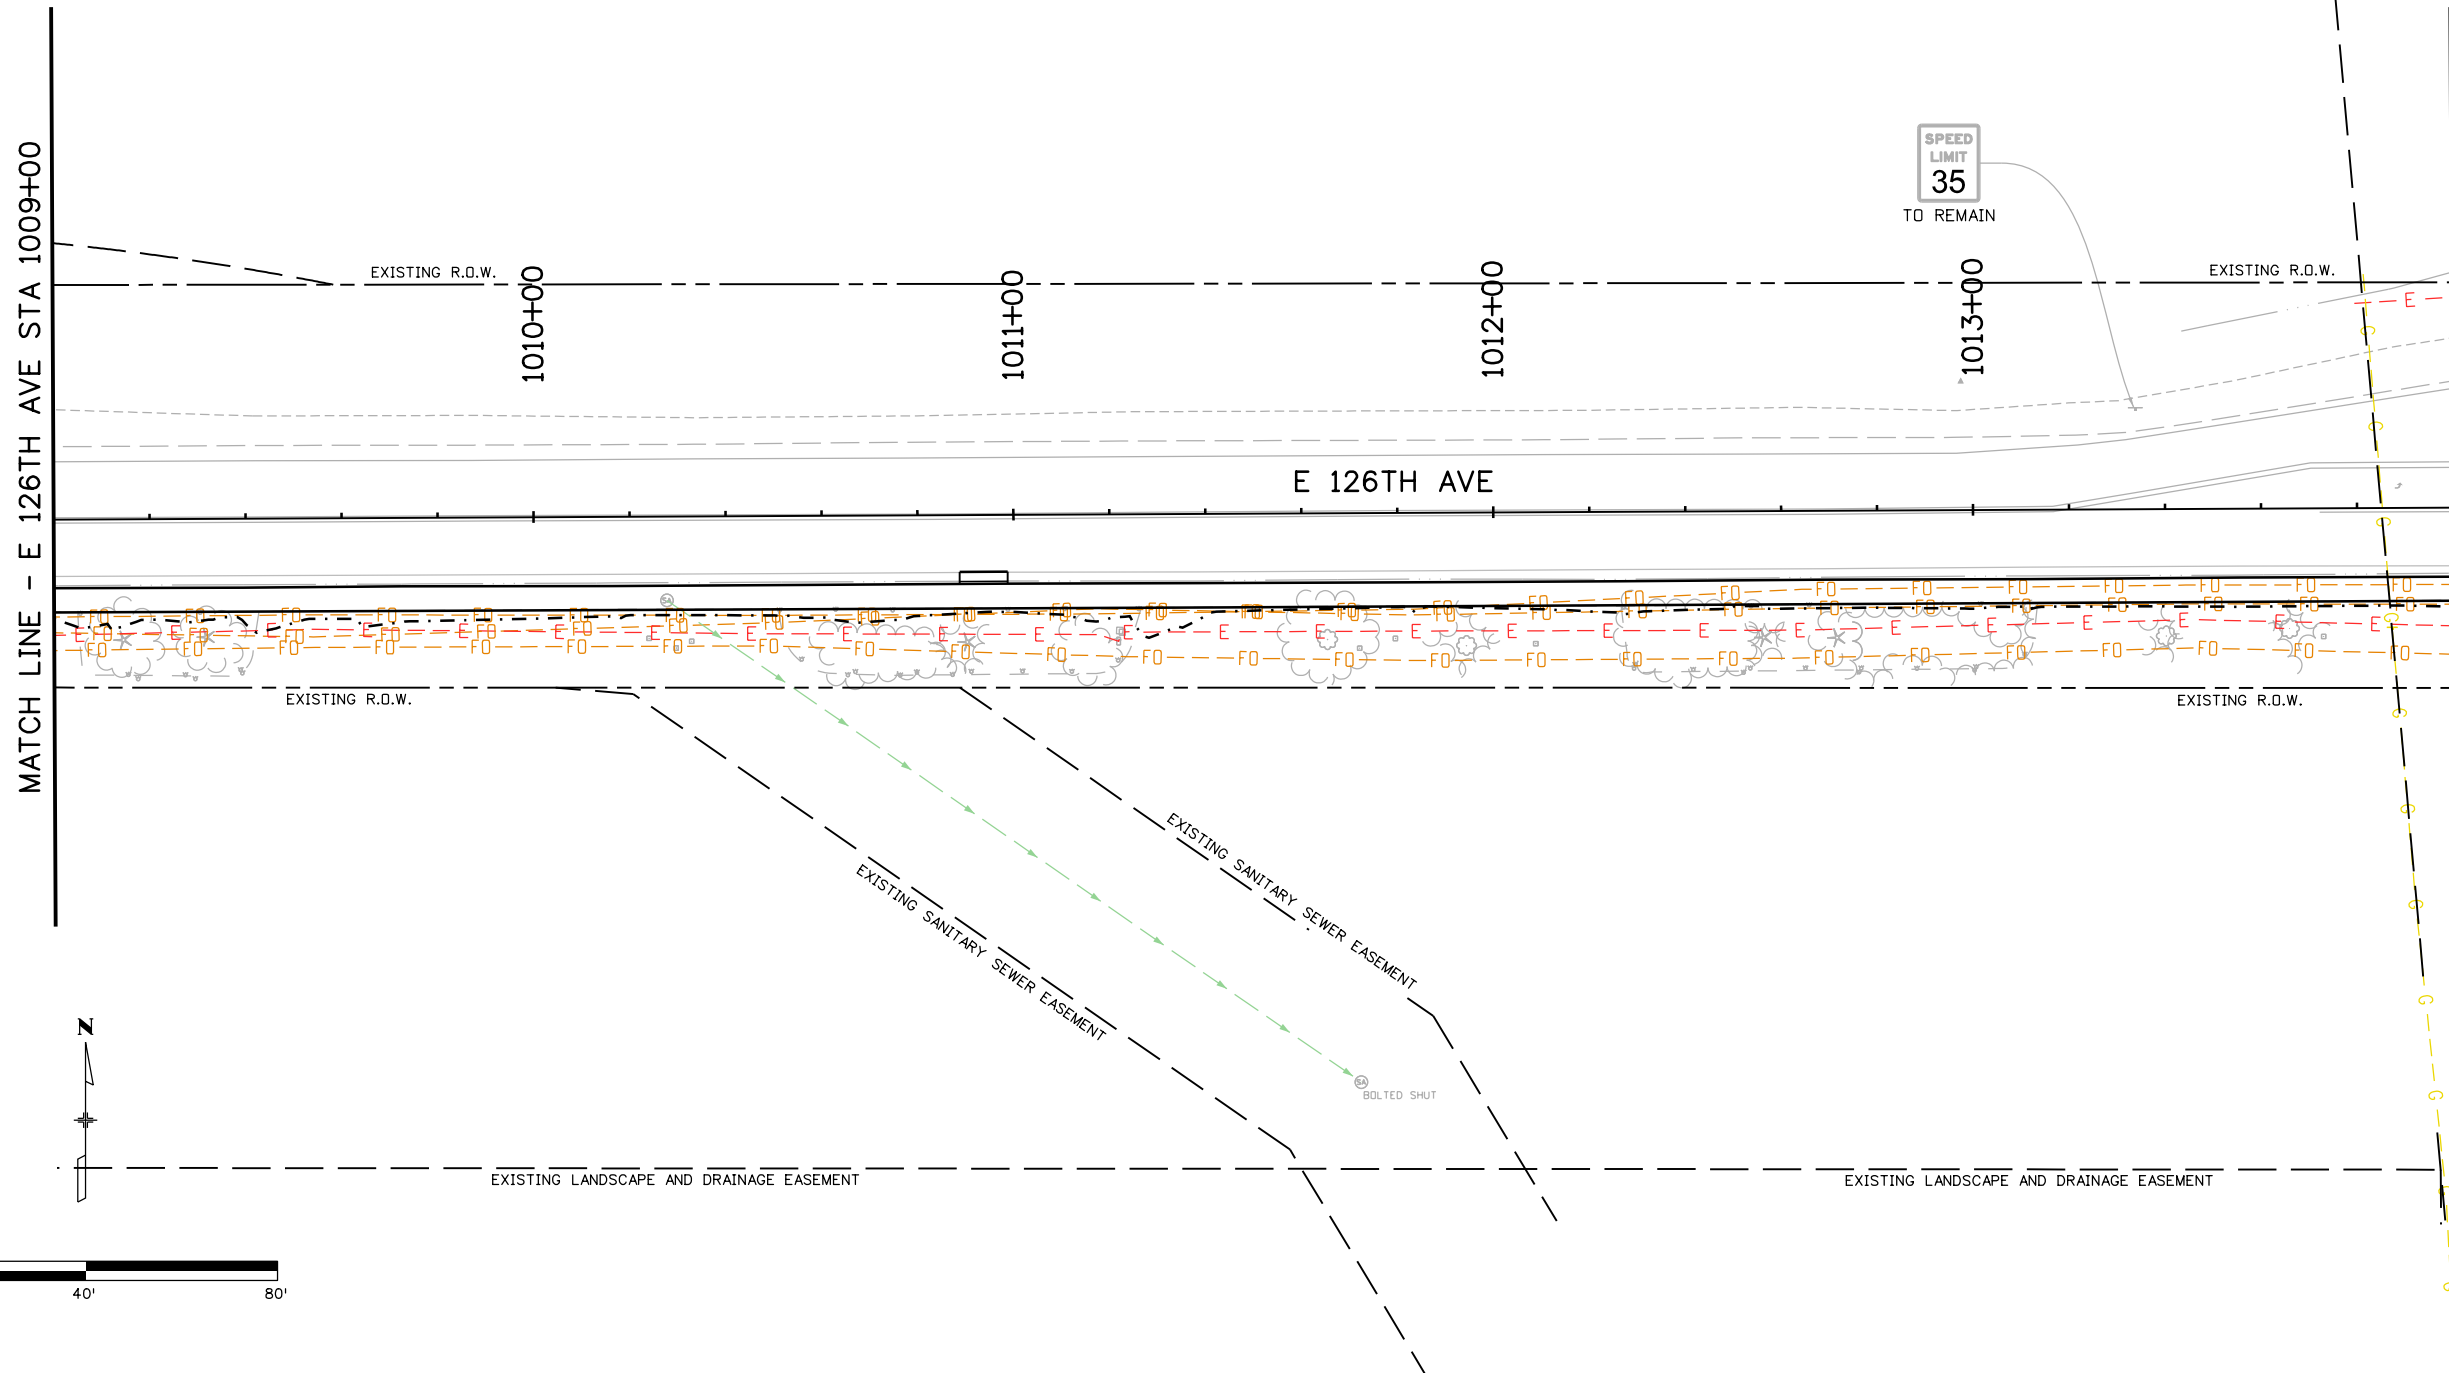 SPEED
LIMIT
35
TO REMAIN
MATCH LINE - E 126TH AVE STA 1009+00
EXISTING R.O.W.
EXISTING R.O.W.
1010+00
1011+00
1012+00
1013+00
E 126TH AVE
EXISTING R.O.W.
EXISTING R.O.W.
EXISTING SANITARY SEWER EASEMENT
EXISTING SANITARY SEWER EASEMENT
SA
BOLTED SHUT
N
EXISTING LANDSCAPE AND DRAINAGE EASEMENT
EXISTING LANDSCAPE AND DRAINAGE EASEMENT
40'
80'